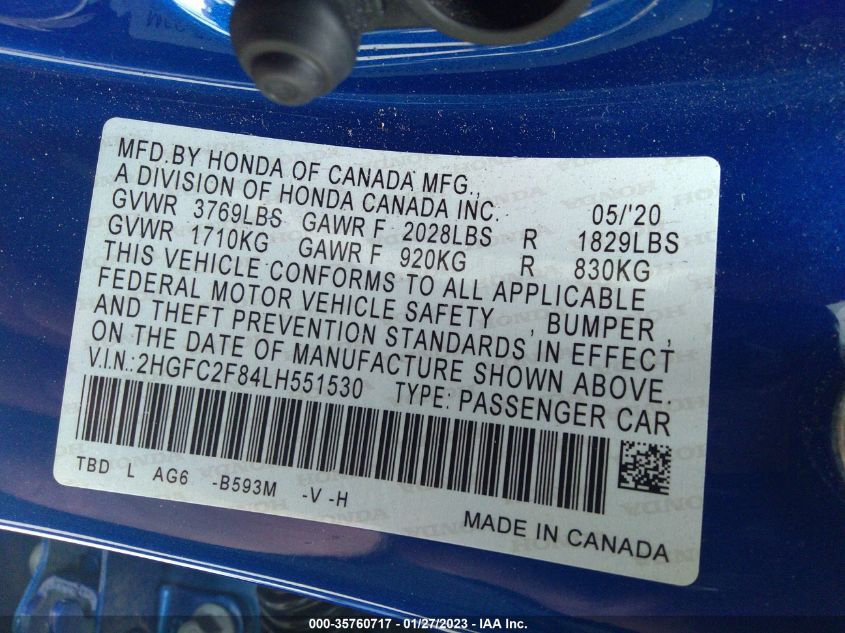 MFD.BY HONDA OF CANADA MFG.,
A DIVISION OF HONDA CANADA INC. 05/'20
GVWR 3769LBS GAWR F 2028LBS R 1829LBS
GVWR 1710KG GAWR F 920KG R 830KG
THIS VEHICLE CONFORMS TO ALL APPLICABLE
FEDERAL MOTOR VEHICLE SAFETY , BUMPER ,
AND THEFT PREVENTION STANDARDS IN EFFECT
ON THE DATE OF MANUFACTURE SHOWN ABOVE.
V.I.N.: 2HGFC2F84LH551530 TYPE: PASSENGER CAR
TBD L AG6 -B593M -V -H
MADE IN CANADA
000-35760717 - 01/27/2023 - IAA Inc.